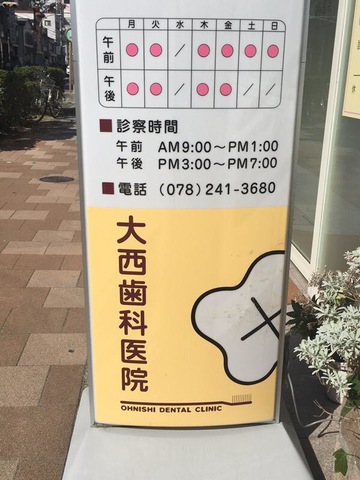 月 火 水 木 金 土 日
午前 ● ● ／ ● ● ● ●
午後 ● ● ／ ● ● ／ ／
■診察時間
午前 AM9:00～PM1:00
午後 PM3:00～PM7:00
■電話 (078)241-3680
大西歯科医院
OHNISHI DENTAL CLINIC